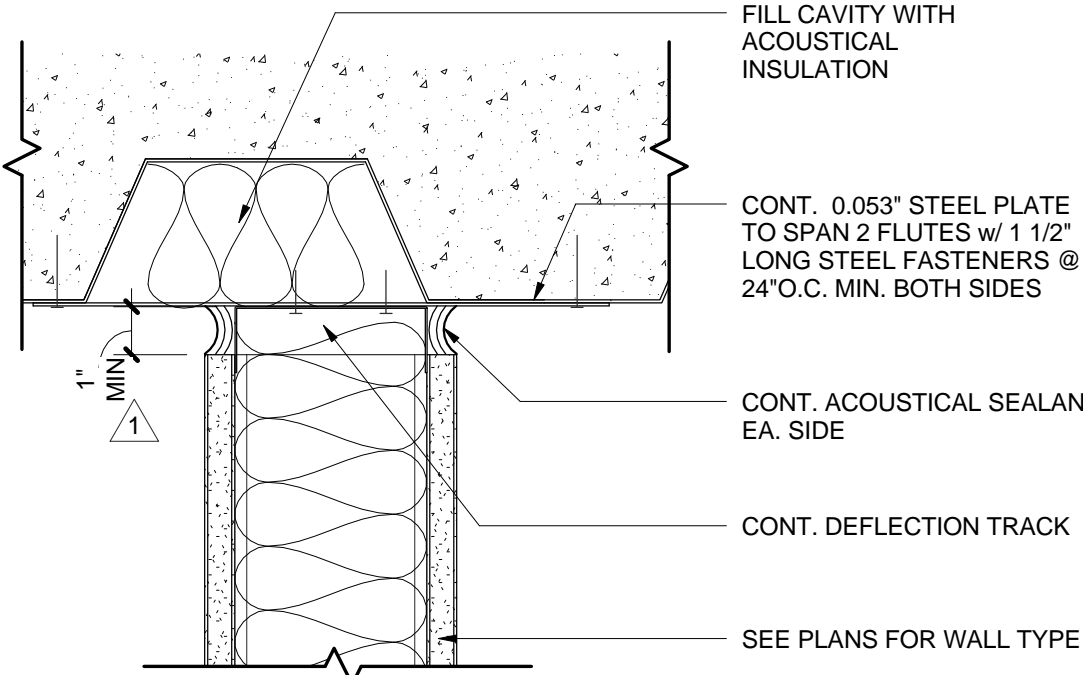 FILL CAVITY WITH
ACOUSTICAL
INSULATION
CONT. 0.053" STEEL PLATE
TO SPAN 2 FLUTES w/ 1 1/2"
LONG STEEL FASTENERS @
24"O.C. MIN. BOTH SIDES
1"
MIN
1
CONT. ACOUSTICAL SEALAN
EA. SIDE
CONT. DEFLECTION TRACK
SEE PLANS FOR WALL TYPE